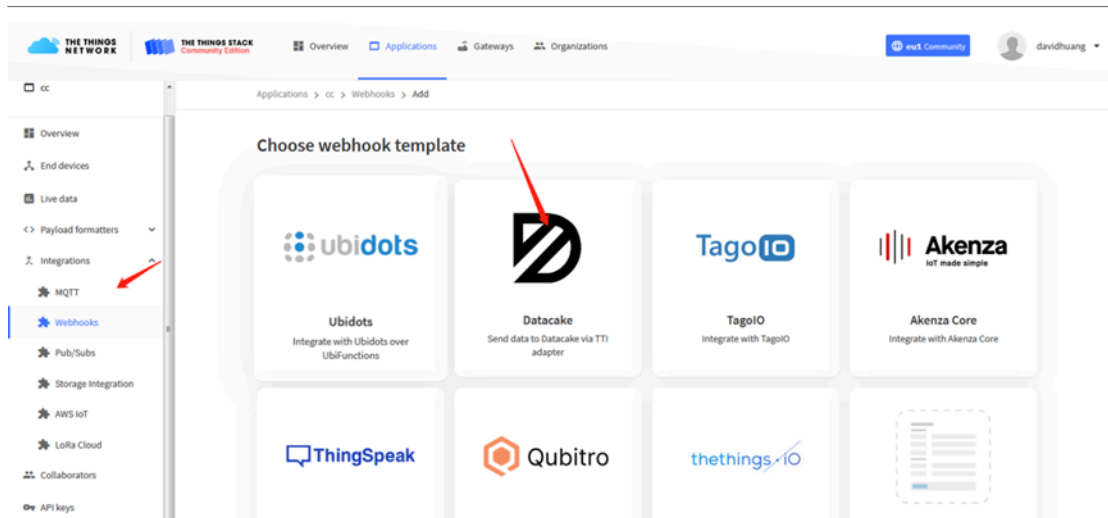 THE THINGS
NETWORK
THE THINGS STACK
Community Edition
Overview
Applications
Gateways
Organizations
eu1 Community
davidhuang
cc
Applications > cc > Webhooks > Add
Overview
End devices
Live data
<> Payload formatters
Integrations
MQTT
Webhooks
Pub/Subs
Storage Integration
AWS IoT
LoRa Cloud
Collaborators
API keys
Choose webhook template
ubidots
Ubidots
Integrate with Ubidots over
UbiFunctions
Datacake
Send data to Datacake via TTI
adapter
TagoIO
TagoIO
Integrate with TagoIO
Akenza
IoT made simple
Akenza Core
Integrate with Akenza Core
ThingSpeak
Qubitro
thethings.iO